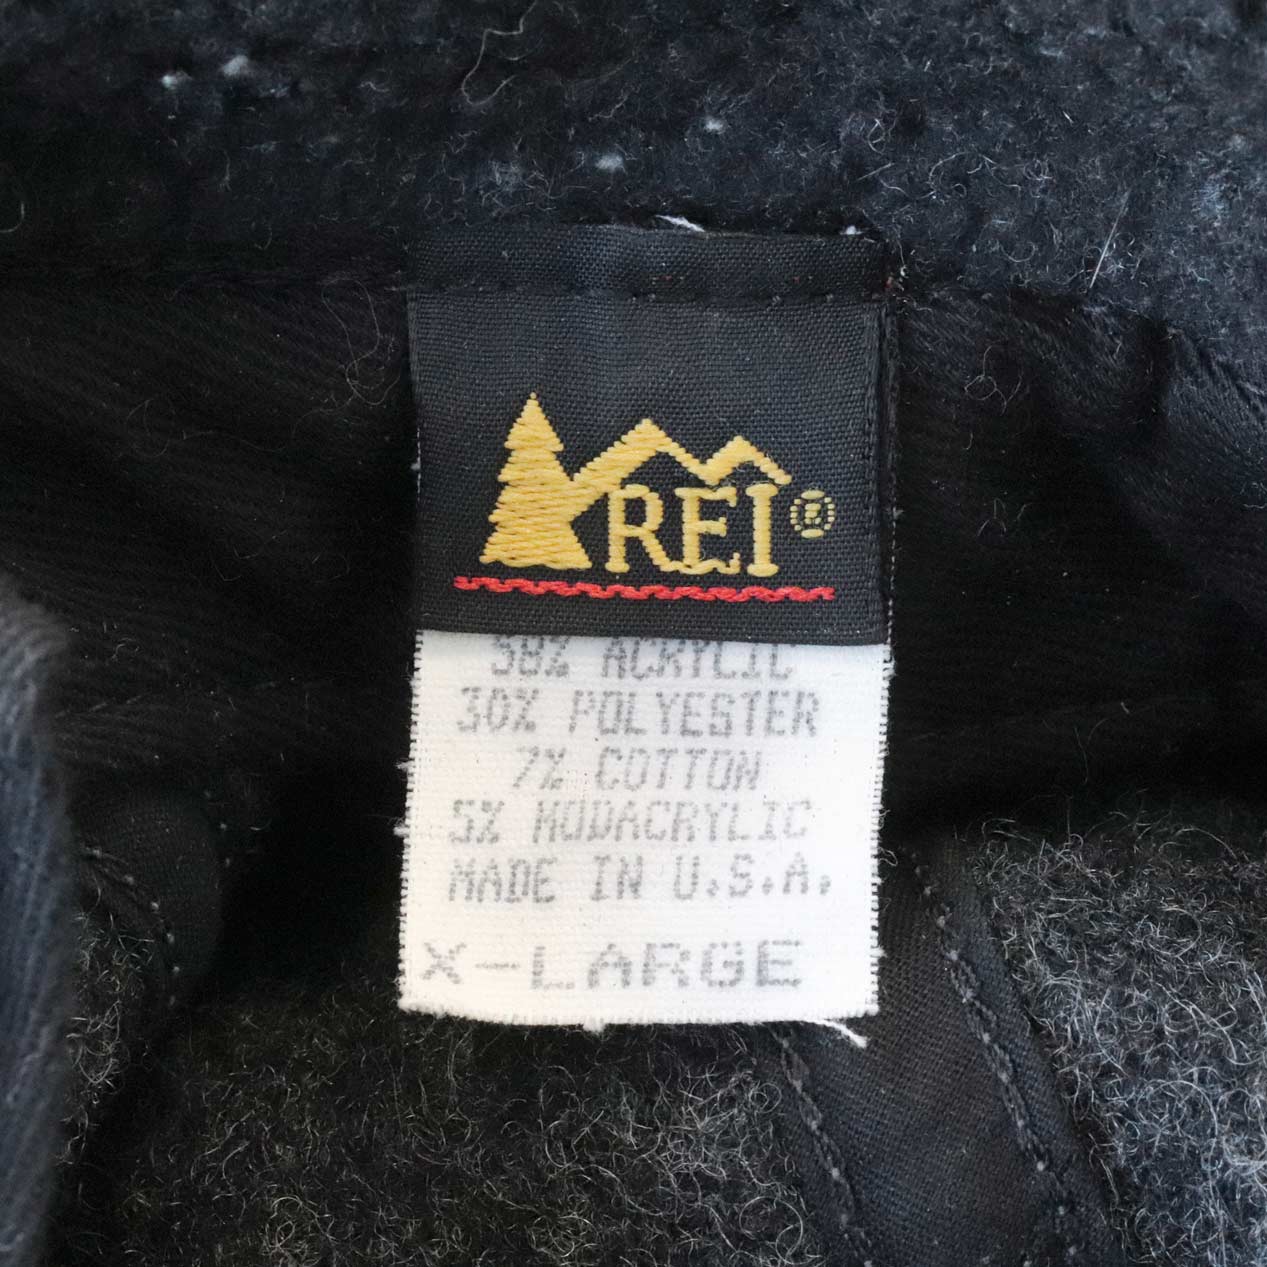 REI®
58% ACRYLIC
30% POLYESTER
7% COTTON
5% MODACRYLIC
MADE IN U.S.A.
X-LARGE